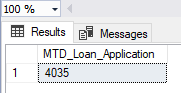 100 %
Results Messages
MTD_Loan_Application
1 4035